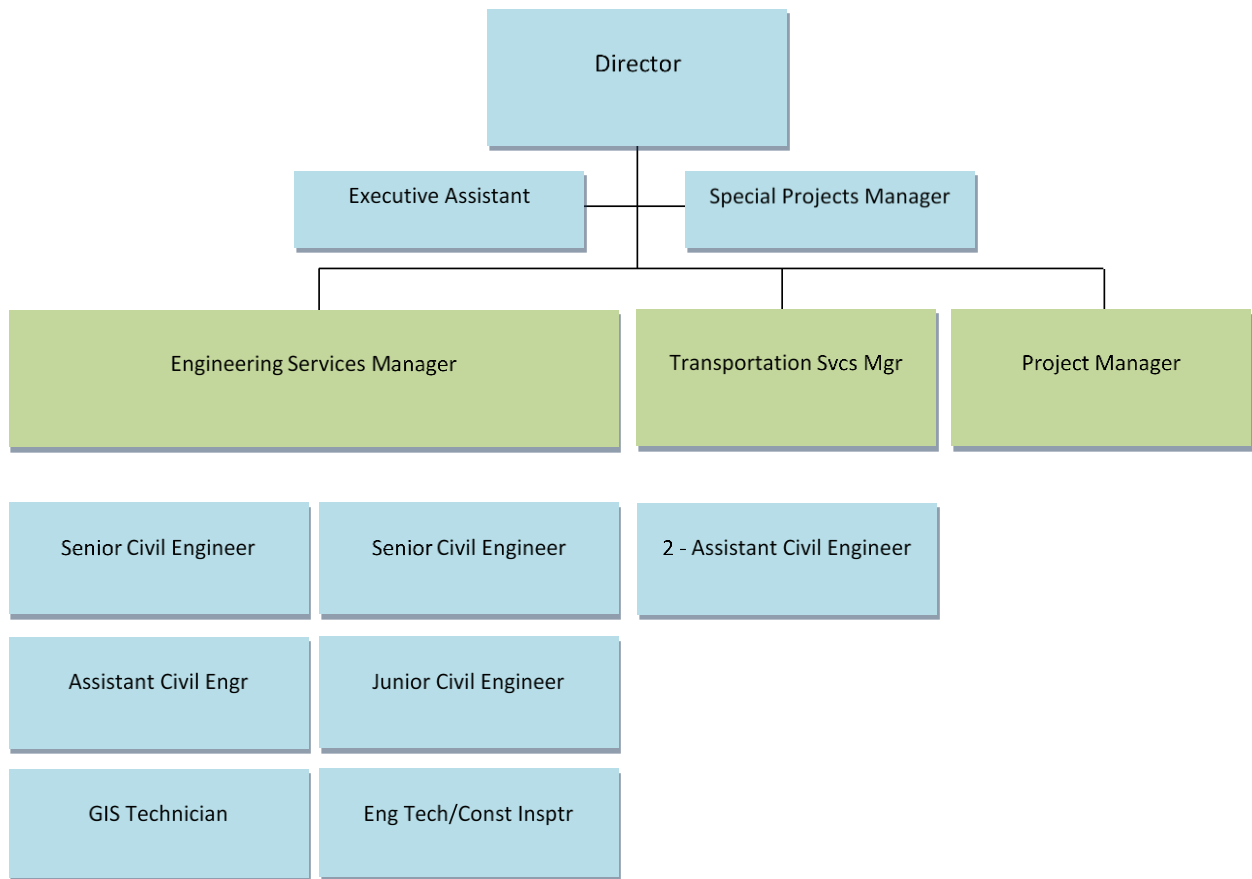 Director
Executive Assistant
Special Projects Manager
Engineering Services Manager
Transportation Svcs Mgr
Project Manager
Senior Civil Engineer
Senior Civil Engineer
2 - Assistant Civil Engineer
Assistant Civil Engr
Junior Civil Engineer
GIS Technician
Eng Tech/Const Insptr